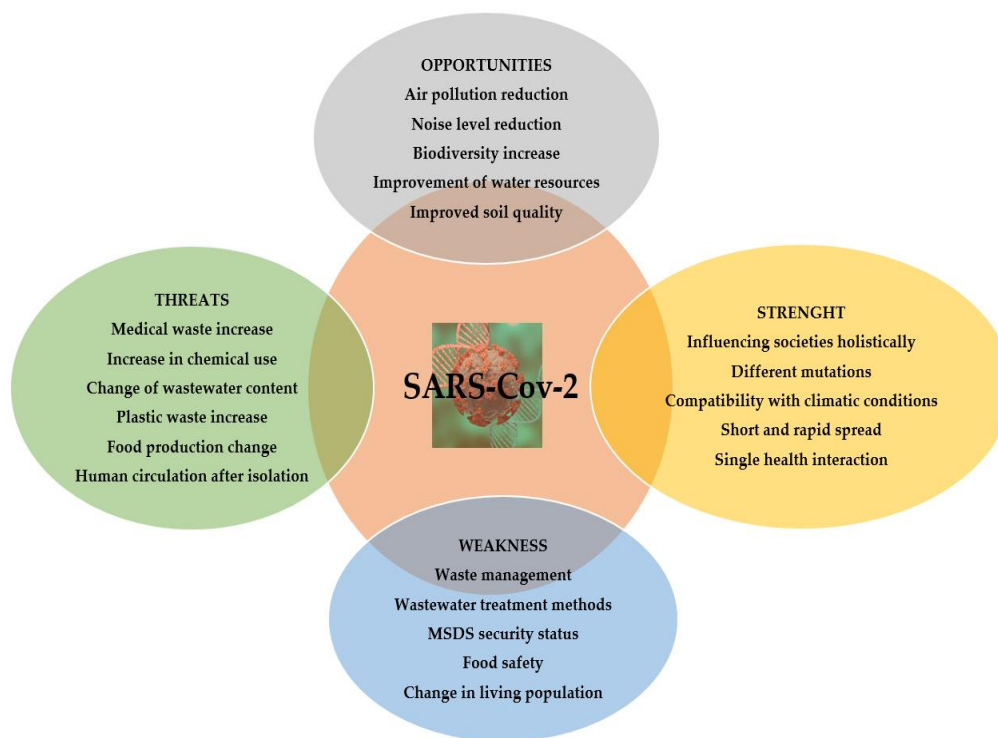 OPPORTUNITIES
Air pollution reduction
Noise level reduction
Biodiversity increase
Improvement of water resources
Improved soil quality
THREATS
Medical waste increase
Increase in chemical use
Change of wastewater content
Plastic waste increase
Food production change
Human circulation after isolation
SARS-Cov-2
STRENGHT
Influencing societies holistically
Different mutations
Compatibility with climatic conditions
Short and rapid spread
Single health interaction
WEAKNESS
Waste management
Wastewater treatment methods
MSDS security status
Food safety
Change in living population